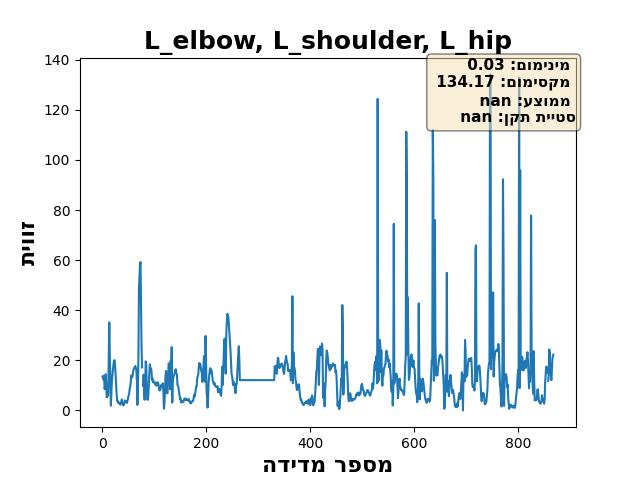 L_elbow, L_shoulder, L_hip
מינימום: 0.03
מקסימום: 134.17
ממוצע: nan
סטיית תקן: nan
140
120
100
80
60
40
20
0
זווית
0 200 400 600 800
מספר מדידה